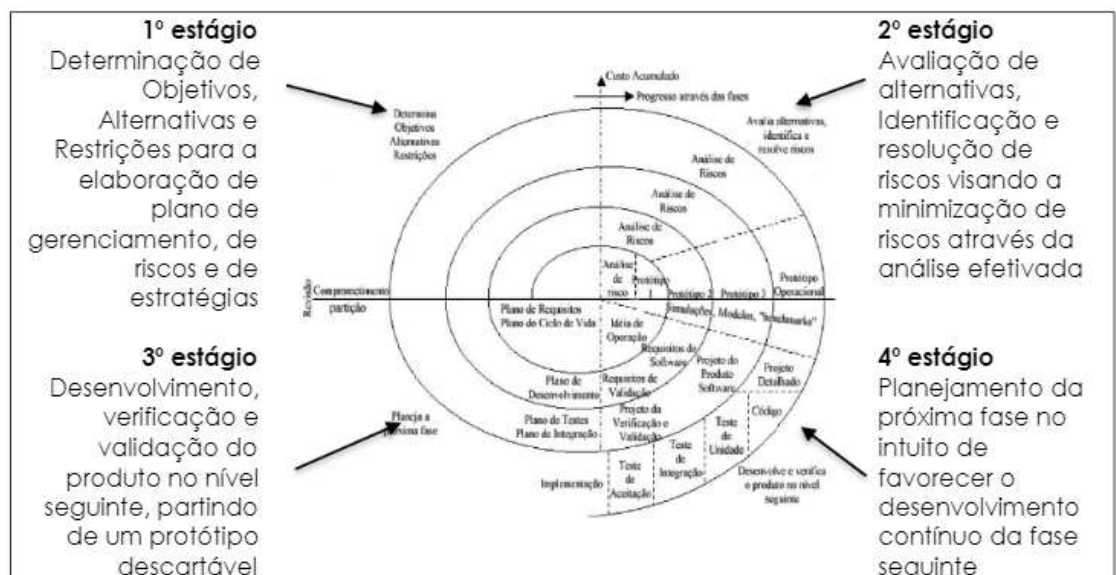 1º estágio
Determinação de
Objetivos,
Alternativas e
Restrições para a
elaboração de
plano de
gerenciamento, de
riscos e de
estratégias
2º estágio
Avaliação de
alternativas,
Identificação e
resolução de
riscos visando a
minimização de
riscos através da
análise efetivada
3º estágio
Desenvolvimento,
verificação e
validação do
produto no nível
seguinte, partindo
de um protótipo
descartável
4º estágio
Planejamento da
próxima fase no
intuito de
favorecer o
desenvolvimento
contínuo da fase
seguinte
Custo Acumulado
Progresso através das fases
Determina
Objetivos
Alternativas
Restrições
Avalia alternativas,
identifica e
resolve riscos
Análise de
Riscos
Análise de
Riscos
Análise de
Riscos
Análise
de
risco
Protótipo
1
Protótipo 2
Protótipo 3
Protótipo
Operacional
Revisão
Comprometimento
partição
Simulações, Modelos, "benchmarks"
Plano de Requisitos
Plano do Ciclo de Vida
Idéia de
Operação
Requisitos de
Software
Projeto do
Produto
Software
Projeto
Detalhado
Plano de
Desenvolvimento
Requisitos de
Validação
Plano de Testes
Plano de Integração
Projeto da
Verificação e
Validação
Código
Teste
de
Unidade
Teste
de
Integração
Teste
de
Aceitação
Implementação
Planeja a
próxima fase
Desenvolve e verifica
o produto no nível
seguinte